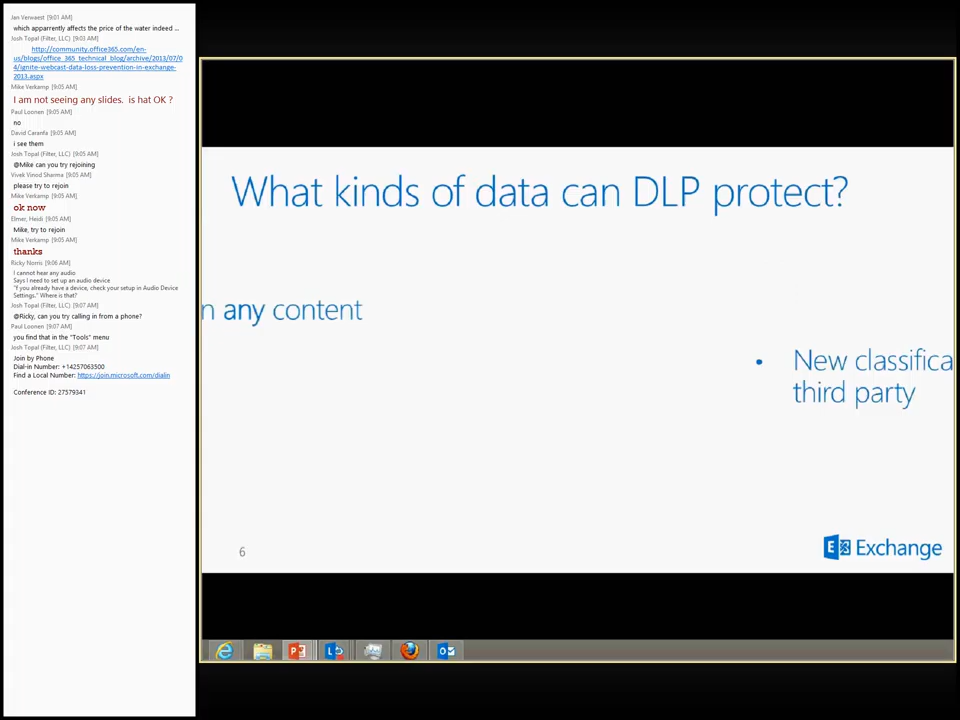 Jan Verwaest [9:01 AM]
which apparrently affects the price of the water indeed ...
Josh Topal (Filter, LLC) [9:03 AM]
http://community.office365.com/en-
us/blogs/office_365_technical_blog/archive/2013/07/0
4/ignite-webcast-data-loss-prevention-in-exchange-
2013.aspx
Mike Verkamp [9:05 AM]
I am not seeing any slides. is hat OK ?
Paul Loonen [9:05 AM]
no
David Caranfa [9:05 AM]
i see them
Josh Topal (Filter, LLC) [9:05 AM]
@Mike can you try rejoining
Vivek Vinod Sharma [9:05 AM]
please try to rejoin
Mike Verkamp [9:05 AM]
ok now
Elmer, Heidi [9:05 AM]
Mike, try to rejoin
Mike Verkamp [9:05 AM]
thanks
Ricky Norris [9:06 AM]
I cannot hear any audio
Says I need to set up an audio device
"f you already have a device, check your setup in Audio Device
Settings." Where is that?
Josh Topal (Filter, LLC) [9:07 AM]
@Ricky, can you try calling in from a phone?
Paul Loonen [9:07 AM]
you find that in the "Tools" menu
Josh Topal (Filter, LLC) [9:07 AM]
Join by Phone
Dial-in Number: +14257063500
Find a Local Number: https://join.microsoft.com/dialin
Conference ID: 27579341
What kinds of data can DLP protect?
n any content
• New classifica
third party
6
Exchange